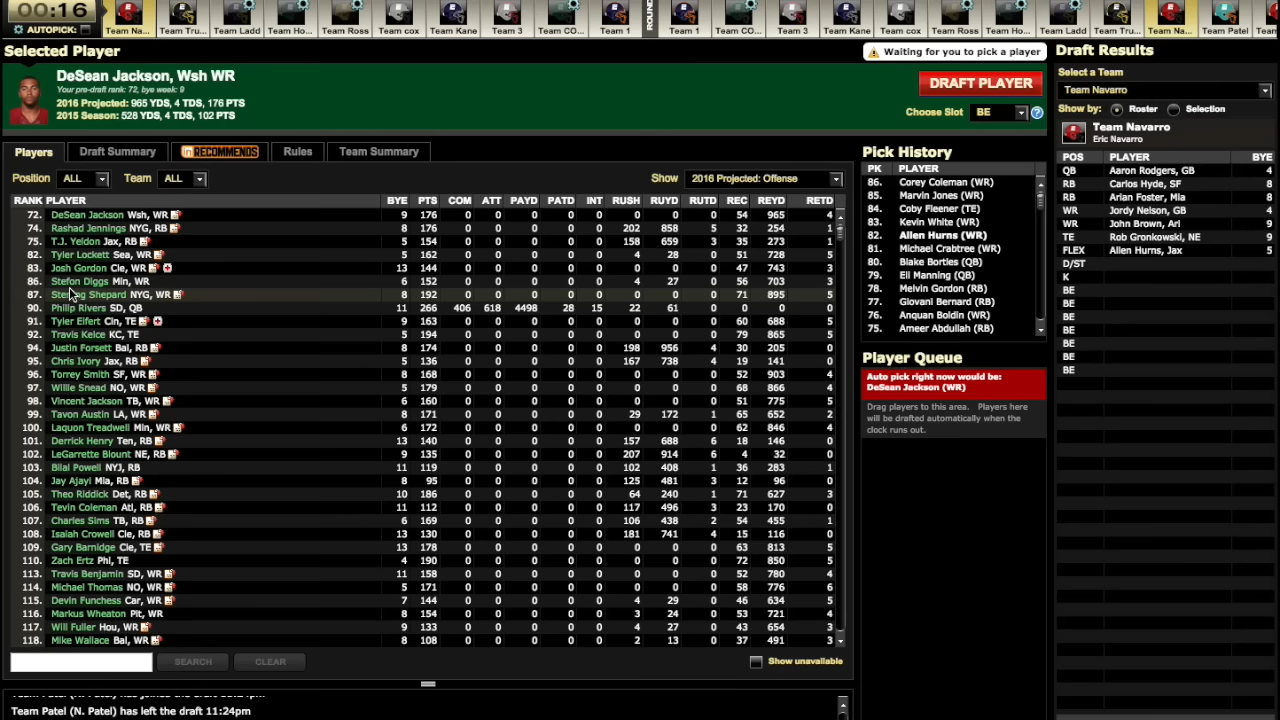 00:16
AUTOPICK:
Team Na...
Team Tru...
Team Ladd
Team Ho...
Team Ross
Team cox
Team Kane
Team CO...
Team 3
Team 1
ROUND
Team 1
Team 3
Team CO...
Team Kane
Team cox
Team Ross
Team Ho...
Team Ladd
Team Tru...
Team Na...
Team Patel
Selected Player
Waiting for you to pick a player
Draft Results
DeSean Jackson, Wsh WR
Your pre-draft rank: 72, bye week: 9
2016 Projected: 965 YDS, 4 TDS, 176 PTS
2015 Season: 528 YDS, 4 TDS, 102 PTS
DRAFT PLAYER
Choose Slot BE
Select a Team
Team Navarro
Show by: Roster Selection
Team Navarro
Eric Navarro
POS PLAYER BYE
QB Aaron Rodgers, GB 4
RB Carlos Hyde, SF 8
RB Arian Foster, Mia 8
WR Jordy Nelson, GB 4
WR John Brown, Ari 9
TE Rob Gronkowski, NE 9
FLEX Allen Hurns, Jax 5
D/ST
K
BE
BE
BE
BE
BE
BE
BE
Players
Draft Summary
in RECOMMENDS
Rules
Team Summary
Position ALL Team ALL Show 2016 Projected: Offense
RANK PLAYER BYE PTS COM ATT PAYD PATD INT RUSH RUYD RUTD REC REYD RETD
72. DeSean Jackson Wsh, WR 9 176 0 0 0 0 0 0 0 0 54 965 4
74. Rashad Jennings NYG, RB 8 176 0 0 0 0 0 202 858 5 32 254 1
75. T.J. Yeldon Jax, RB 5 154 0 0 0 0 0 158 659 3 35 273 1
82. Tyler Lockett Sea, WR 5 162 0 0 0 0 0 4 28 0 51 728 5
83. Josh Gordon Cle, WR 13 144 0 0 0 0 0 0 0 0 47 743 3
86. Stefon Diggs Min, WR 6 152 0 0 0 0 0 4 27 0 56 703 3
87. Sterling Shepard NYG, WR 8 192 0 0 0 0 0 0 0 0 71 895 5
90. Philip Rivers SD, QB 11 266 406 618 4498 28 15 22 61 0 0 0 0
91. Tyler Eifert Cin, TE 9 163 0 0 0 0 0 0 0 0 60 688 5
92. Travis Kelce KC, TE 5 194 0 0 0 0 0 0 0 0 79 865 5
94. Justin Forsett Bal, RB 8 174 0 0 0 0 0 198 956 4 30 205 0
95. Chris Ivory Jax, RB 5 136 0 0 0 0 0 167 738 4 19 141 0
96. Torrey Smith SF, WR 8 168 0 0 0 0 0 0 0 0 52 903 4
97. Willie Snead NO, WR 5 179 0 0 0 0 0 0 0 0 68 866 4
98. Vincent Jackson TB, WR 6 160 0 0 0 0 0 0 0 0 51 775 5
99. Tavon Austin LA, WR 8 171 0 0 0 0 0 29 172 1 65 652 2
100. Laquon Treadwell Min, WR 6 172 0 0 0 0 0 0 0 0 62 846 4
101. Derrick Henry Ten, RB 13 140 0 0 0 0 0 157 688 6 18 146 0
102. LeGarrette Blount NE, RB 9 135 0 0 0 0 0 207 914 6 4 32 0
103. Bilal Powell NYJ, RB 11 119 0 0 0 0 0 102 408 1 36 283 1
104. Jay Ajayi Mia, RB 8 95 0 0 0 0 0 125 481 3 12 96 0
105. Theo Riddick Det, RB 10 186 0 0 0 0 0 64 240 1 71 627 3
106. Tevin Coleman Atl, RB 11 112 0 0 0 0 0 117 496 3 23 170 0
107. Charles Sims TB, RB 6 169 0 0 0 0 0 106 438 2 54 455 1
108. Isaiah Crowell Cle, RB 13 130 0 0 0 0 0 181 741 4 15 116 0
109. Gary Barnidge Cle, TE 13 178 0 0 0 0 0 0 0 0 63 813 5
110. Zach Ertz Phi, TE 4 190 0 0 0 0 0 0 0 0 72 850 5
113. Travis Benjamin SD, WR 11 158 0 0 0 0 0 0 0 0 52 780 4
114. Michael Thomas NO, WR 5 171 0 0 0 0 0 0 0 0 58 776 6
115. Devin Funchess Car, WR 7 144 0 0 0 0 0 4 29 0 46 634 5
116. Markus Wheaton Pit, WR 8 154 0 0 0 0 0 3 24 0 53 721 4
117. Will Fuller Hou, WR 9 133 0 0 0 0 0 4 27 0 43 654 3
118. Mike Wallace Bal, WR 8 108 0 0 0 0 0 2 13 0 37 491 3
SEARCH
CLEAR
Show unavailable
Team Patel (N. Patel) has left the draft 11:24pm
Pick History
PK PLAYER
86. Corey Coleman (WR)
85. Marvin Jones (WR)
84. Coby Fleener (TE)
83. Kevin White (WR)
82. Allen Hurns (WR)
81. Michael Crabtree (WR)
80. Blake Bortles (QB)
79. Eli Manning (QB)
78. Melvin Gordon (RB)
77. Giovani Bernard (RB)
76. Anquan Boldin (WR)
75. Ameer Abdullah (RB)
Player Queue
Auto pick right now would be:
DeSean Jackson (WR)
Drag players to this area. Players here
will be drafted automatically when the
clock runs out.